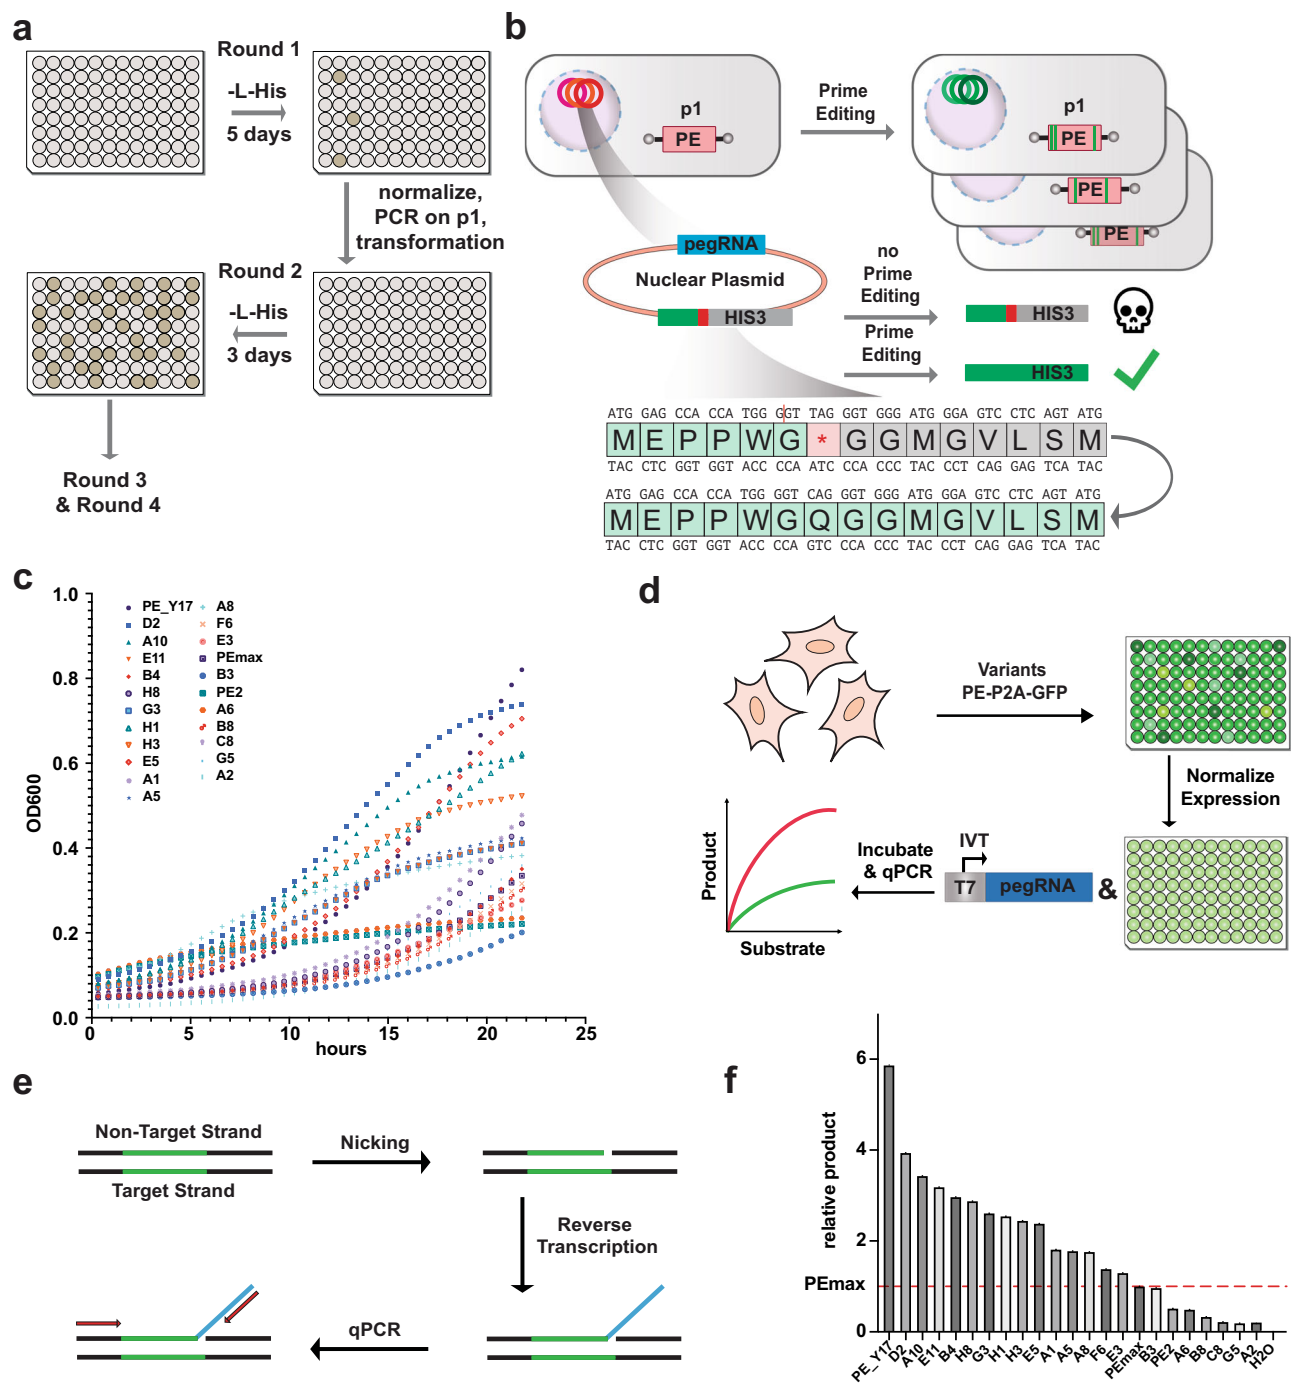 a
Round 1
-L-His
5 days
normalize,
PCR on p1,
transformation
Round 2
-L-His
3 days
Round 3
& Round 4
b
p1
PE
Prime
Editing
p1
PE
PE
PE
pegRNA
Nuclear Plasmid
HIS3
no
Prime
Editing
HIS3
Prime
Editing
HIS3
ATG GAG CCA CCA TGG GGT TAG GGT GGG ATG GGA GTC CTC AGT ATG
M E P P W G * G G M G V L S M
TAC CTC GGT GGT ACC CCA ATC CCA CCC TAC CCT CAG GAG TCA TAC
ATG GAG CCA CCA TGG GGT CAG GGT GGG ATG GGA GTC CTC AGT ATG
M E P P W G Q G G M G V L S M
TAC CTC GGT GGT ACC CCA GTC CCA CCC TAC CCT CAG GAG TCA TAC
c
OD600
1.0
0.8
0.6
0.4
0.2
0.0
0 5 10 15 20 25
hours
PE_Y17
D2
A10
E11
B4
H8
G3
H1
H3
E5
A1
A5
A8
F6
E3
PEmax
B3
PE2
A6
B8
C8
G5
A2
d
Variants
PE-P2A-GFP
Normalize
Expression
IVT
T7
pegRNA
&
Incubate
& qPCR
Product
Substrate
e
Non-Target Strand
Target Strand
Nicking
Reverse
Transcription
qPCR
f
relative product
6
4
2
PEmax
0
PE_Y17
D2
A10
E11
B4
H8
G3
H1
H3
E5
A1
A5
A8
F6
E3
PEmax
B3
PE2
A6
B8
C8
G5
A2
H2O